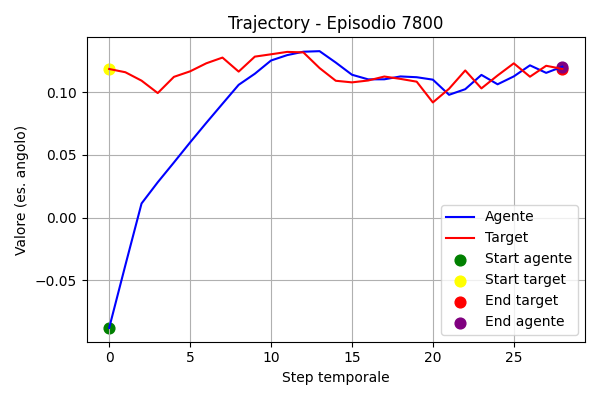 Trajectory - Episodio 7800
Valore (es. angolo)
0.10
0.05
0.00
−0.05
0
5
10
15
20
25
Step temporale
Agente
Target
Start agente
Start target
End target
End agente